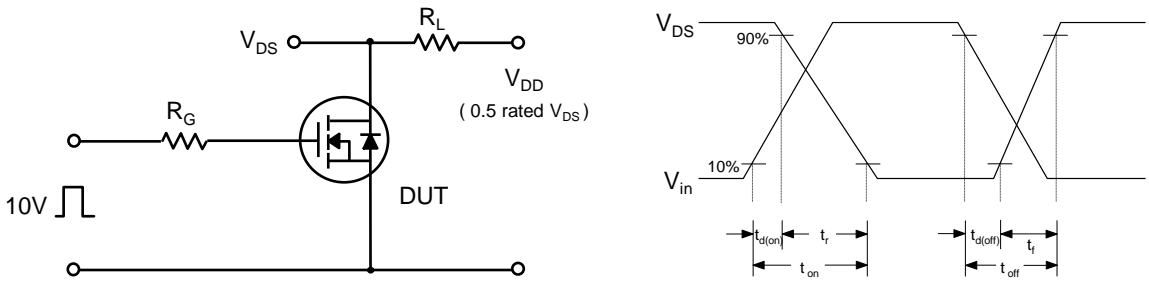 R_L
V_DS
V_DD
( 0.5 rated V_DS )
R_G
DUT
10V
V_DS
90%
10%
V_in
t_d(on)
t_r
t_d(off)
t_f
t_on
t_off